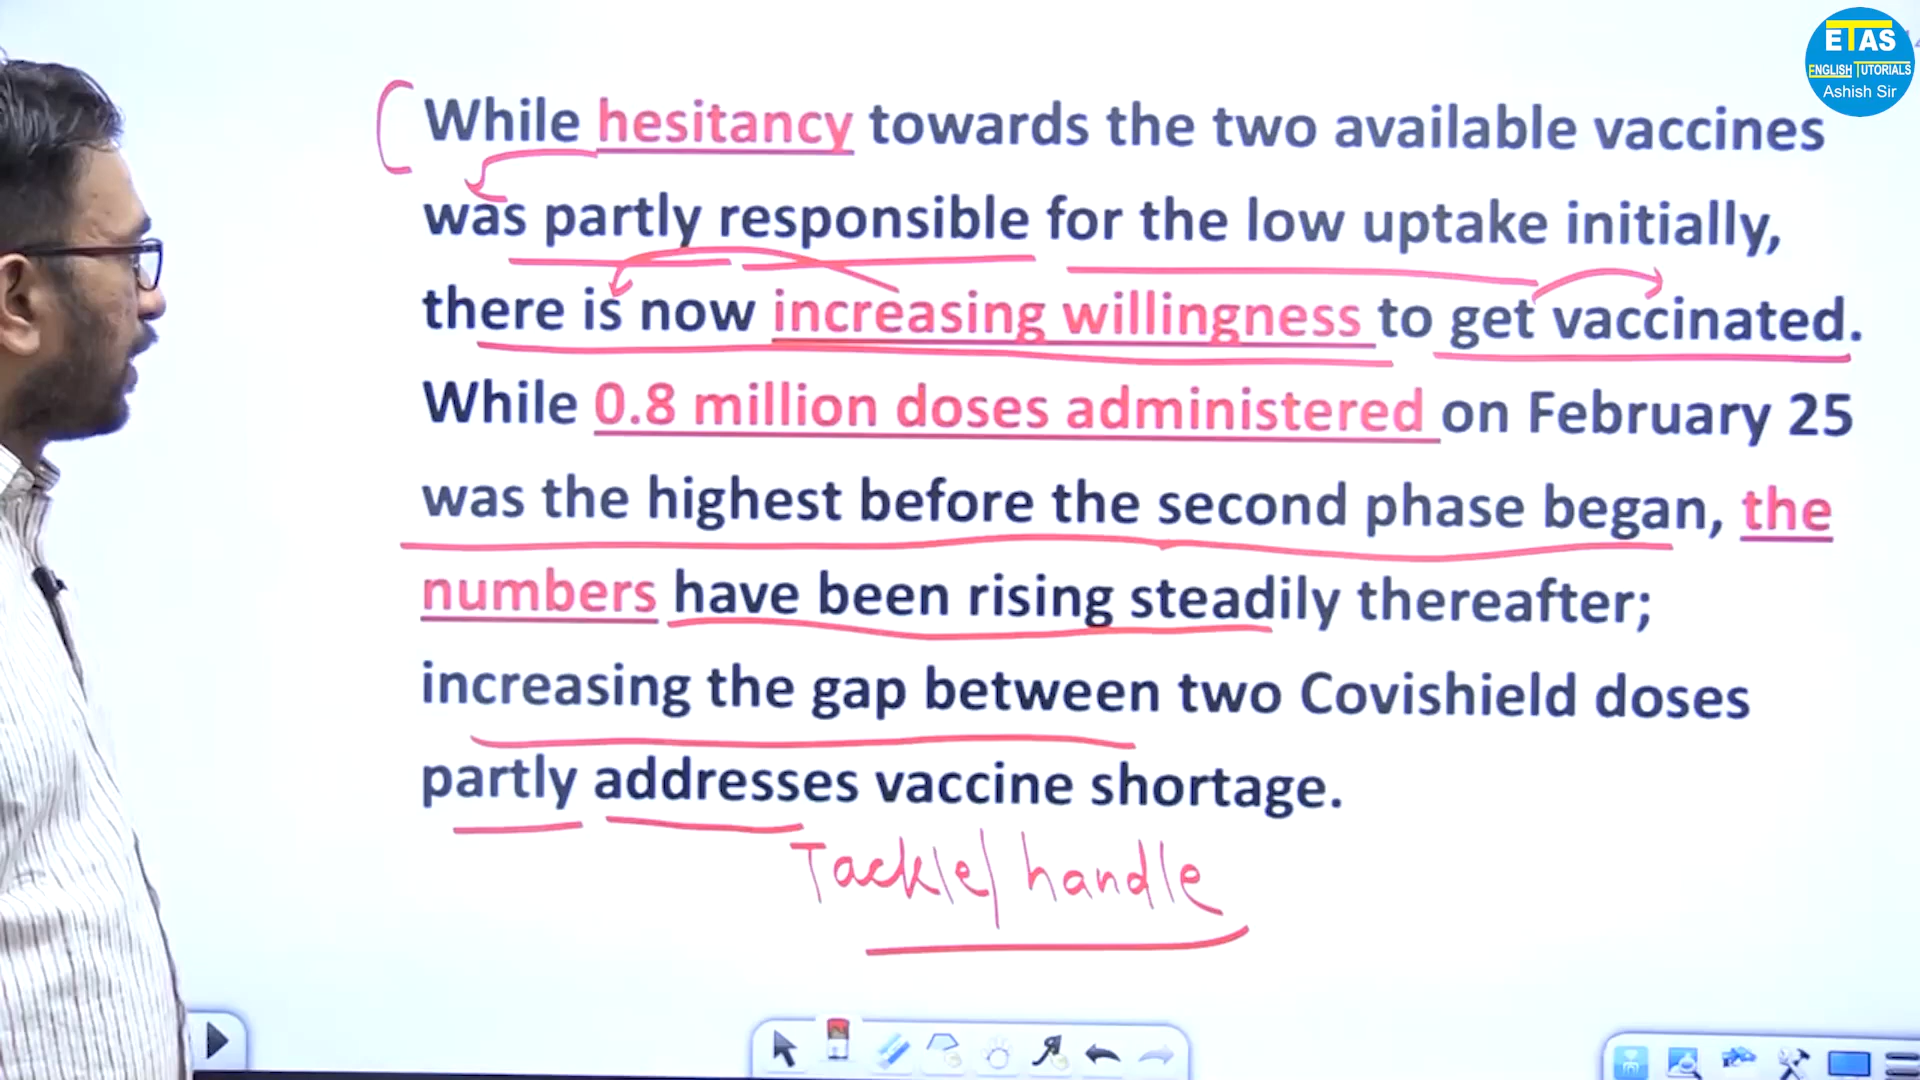 ETAS
ENGLISH TUTORIALS
Ashish Sir
While hesitancy towards the two available vaccines
was partly responsible for the low uptake initially,
there is now increasing willingness to get vaccinated.
While 0.8 million doses administered on February 25
was the highest before the second phase began, the
numbers have been rising steadily thereafter;
increasing the gap between two Covishield doses
partly addresses vaccine shortage.
Tackle/ handle